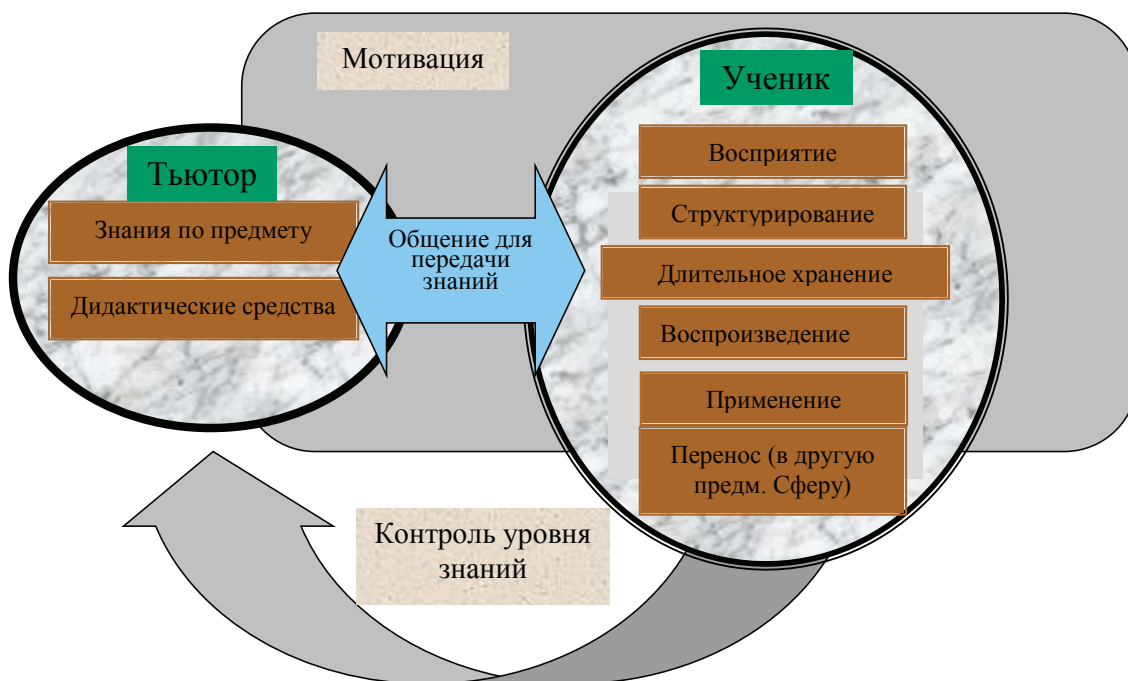 Мотивация
Ученик
Тьютор
Знания по предмету
Дидактические средства
Общение для
передачи
знаний
Восприятие
Структурирование
Длительное хранение
Воспроизведение
Применение
Перенос (в другую
предм. Сферу)
Контроль уровня
знаний